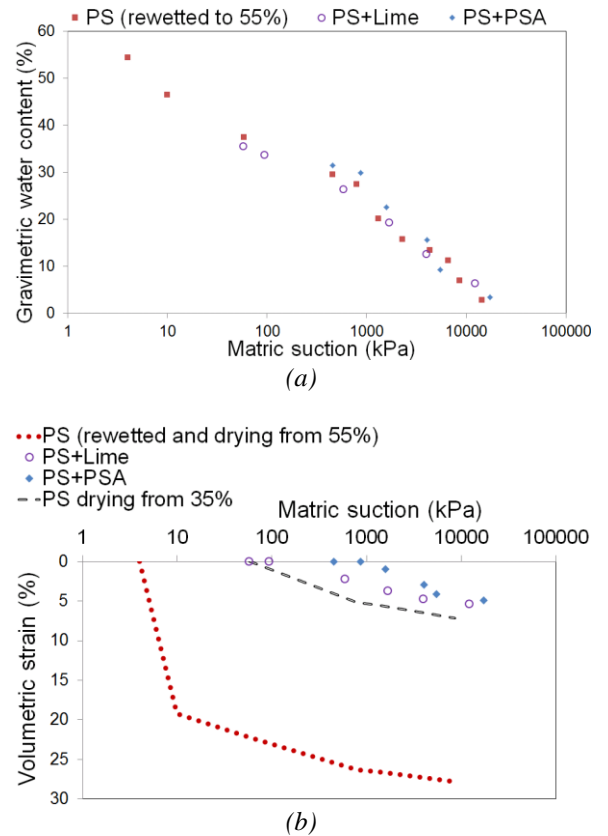 PS (rewetted to 55%) PS+Lime PS+PSA
60
50
40
30
20
10
0
Gravimetric water content (%)
1 10 100 1000 10000 100000
Matric suction (kPa)
(a)
PS (rewetted and drying from 55%)
PS+Lime
PS+PSA
PS drying from 35%
Matric suction (kPa)
1 10 100 1000 10000 100000
0
5
10
15
20
25
30
Volumetric strain (%)
(b)